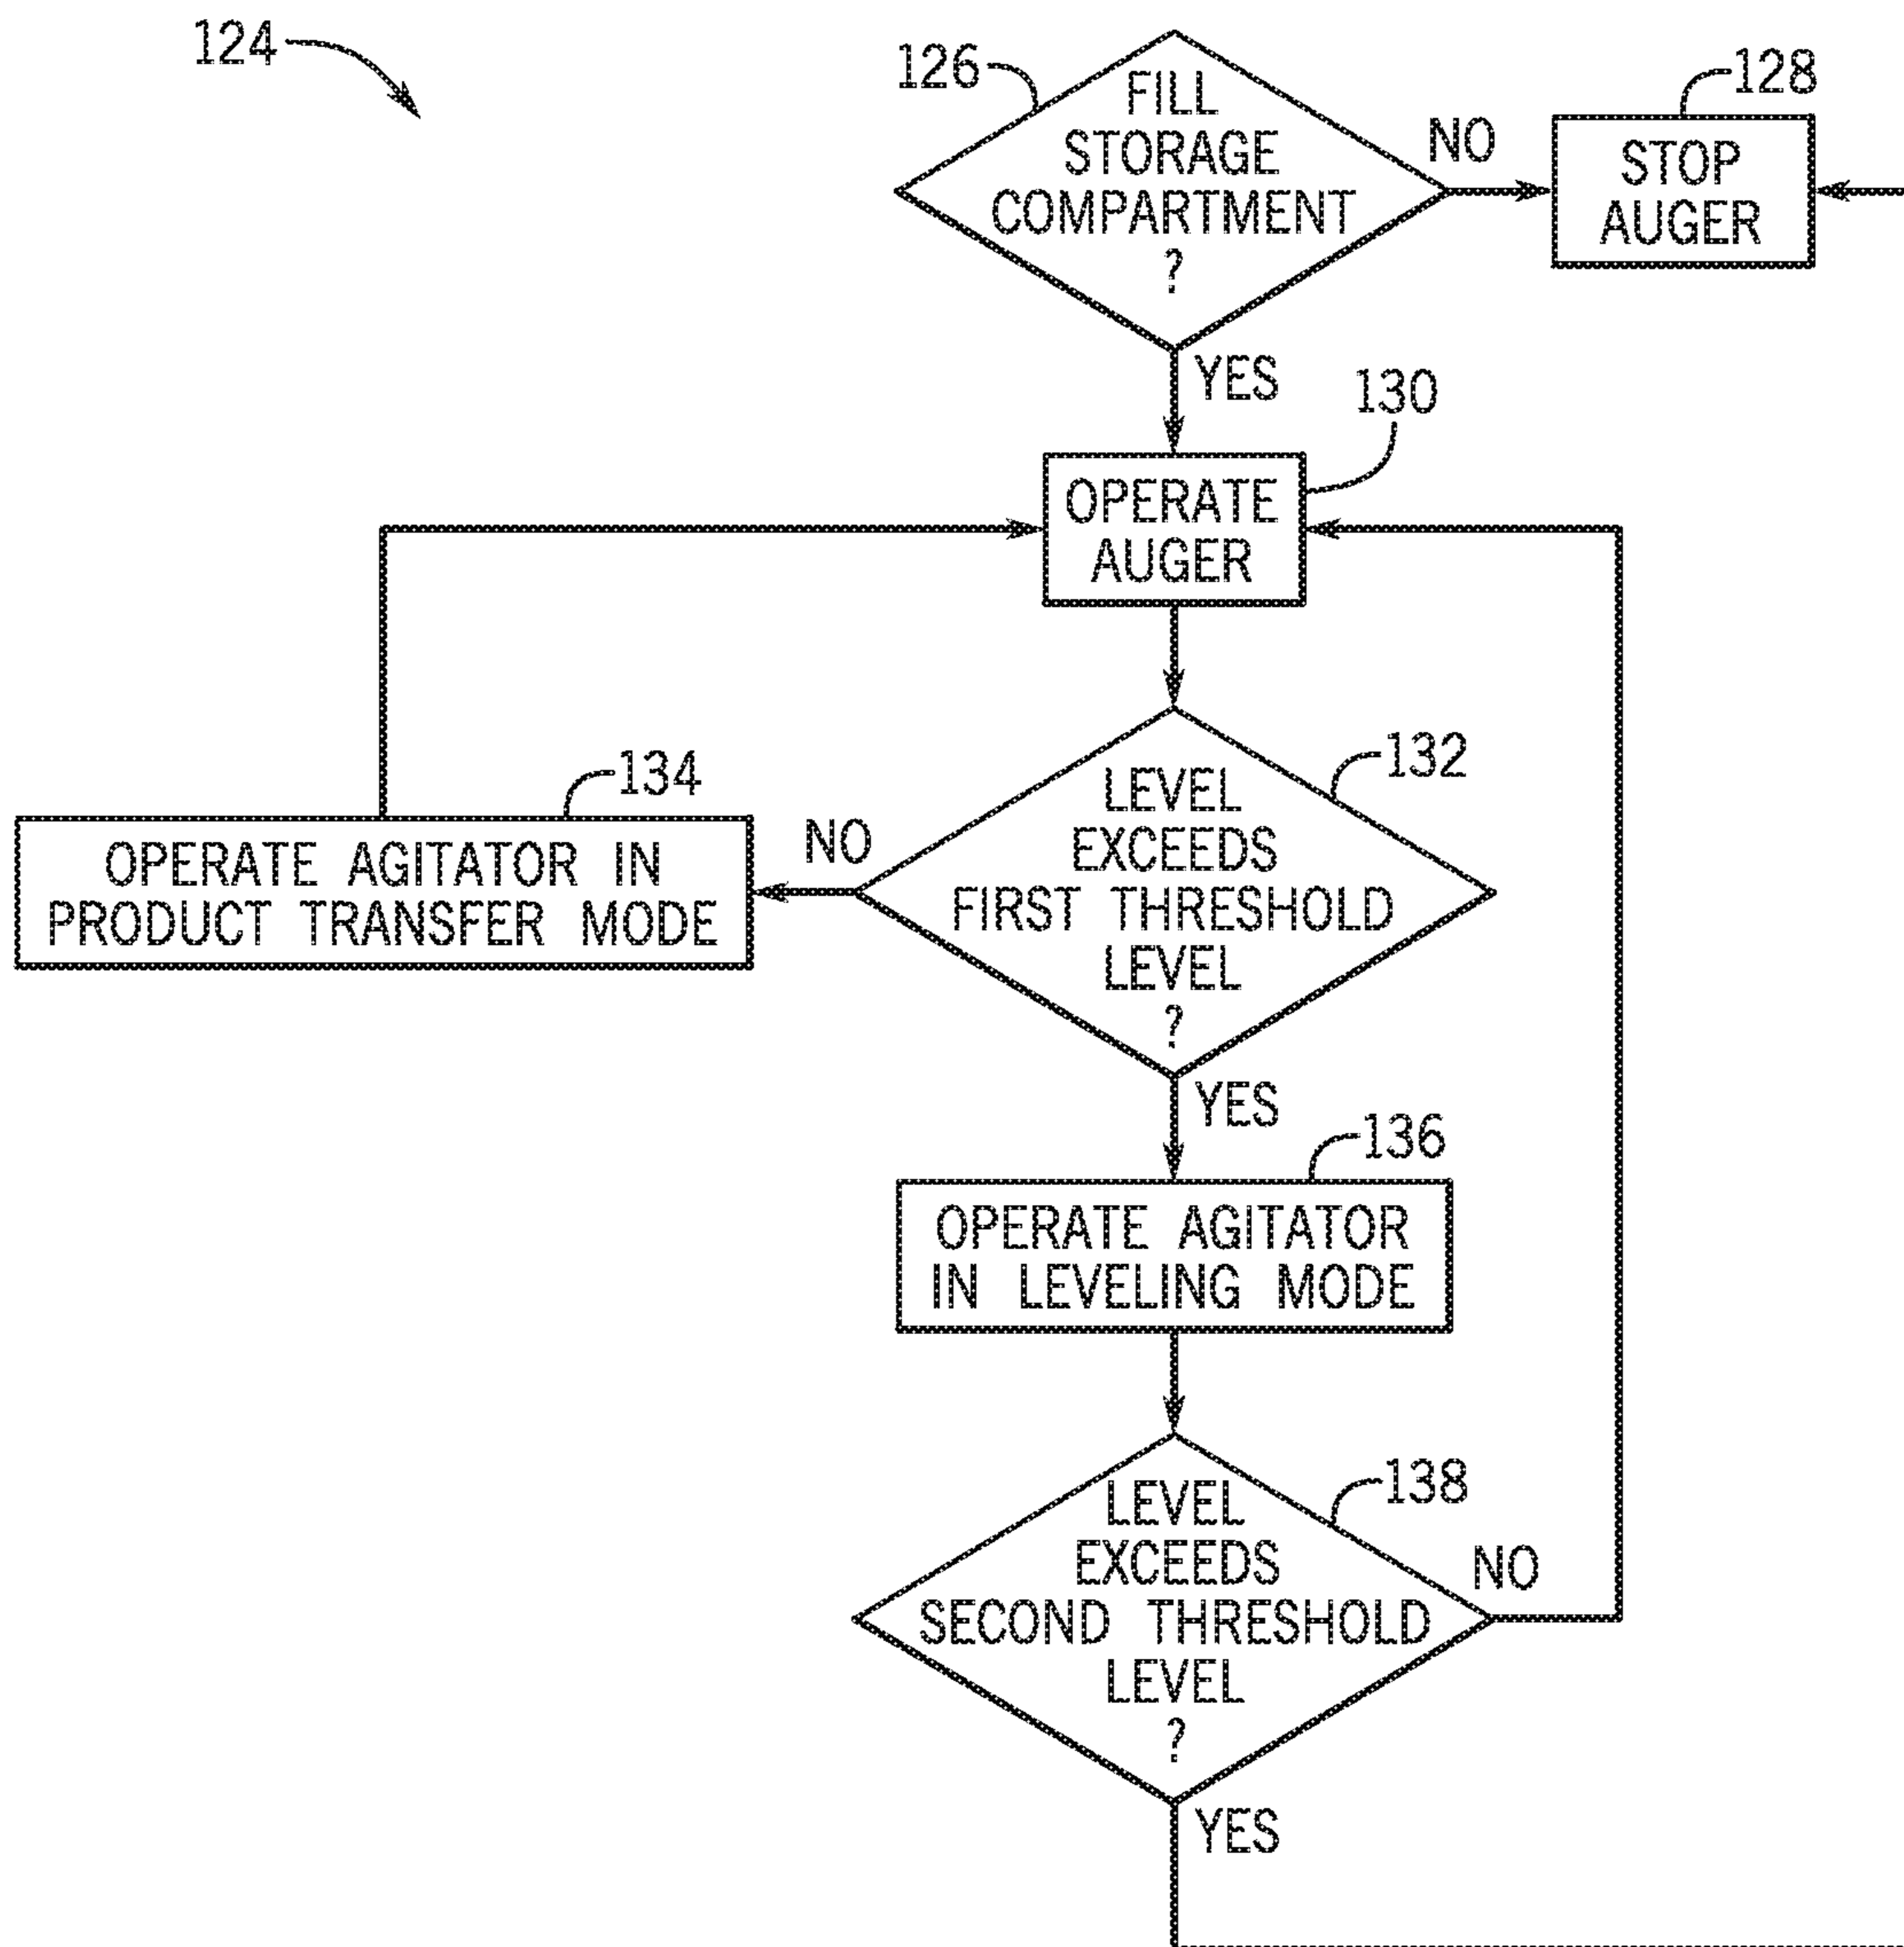 124
126
FILL
STORAGE
COMPARTMENT
?
NO
128
STOP
AUGER
YES
130
OPERATE
AUGER
132
LEVEL
EXCEEDS
FIRST THRESHOLD
LEVEL
?
NO
134
OPERATE AGITATOR IN
PRODUCT TRANSFER MODE
YES
136
OPERATE AGITATOR
IN LEVELING MODE
138
LEVEL
EXCEEDS
SECOND THRESHOLD
LEVEL
?
NO
YES